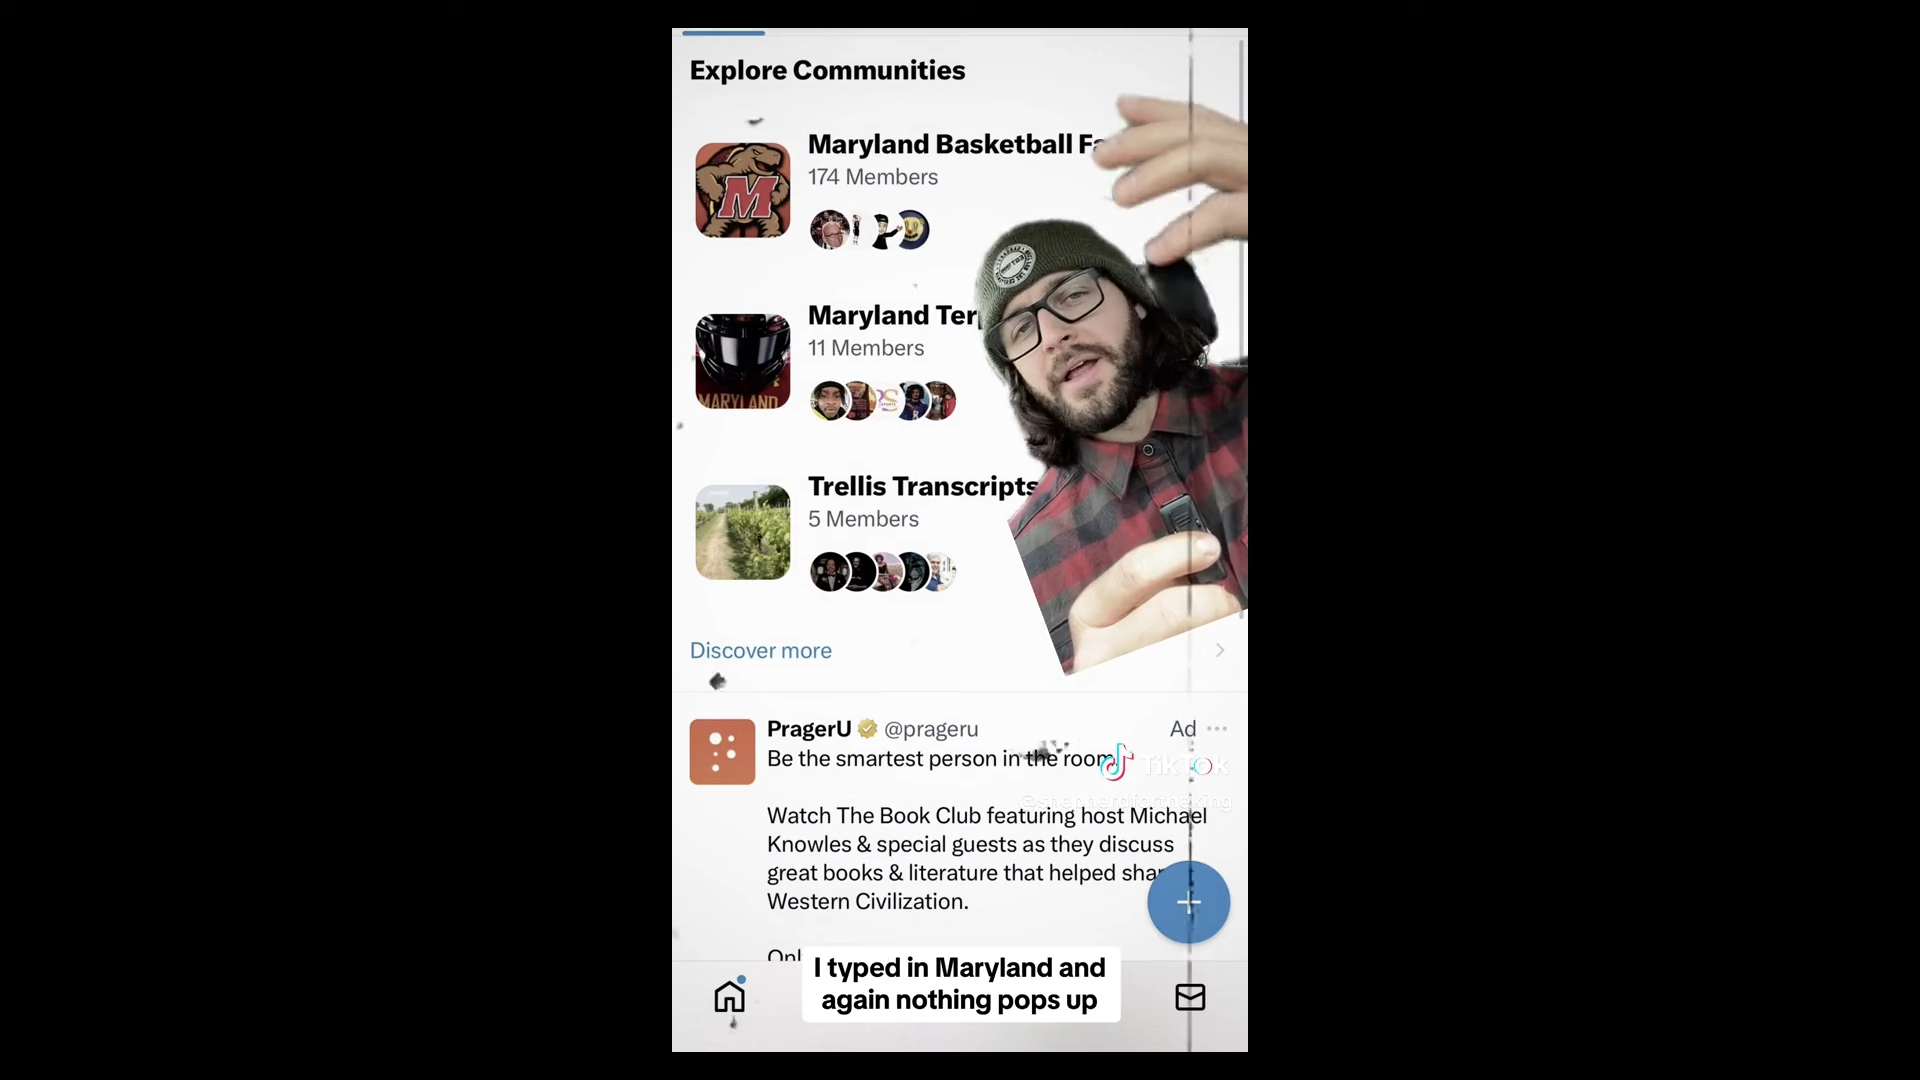 Explore Communities
Maryland Basketball
174 Members
M
Maryland
11 Members
MARYLAND
Trellis Transcripts
5 Members
Discover more
PragerU @prageru
Ad
Be the smartest person in the room
TikTok
@shepherdfortheking
Watch The Book Club featuring host Michael
Knowles & special guests as they discuss
great books & literature that helped
Western Civilization.
I typed in Maryland and
again nothing pops up